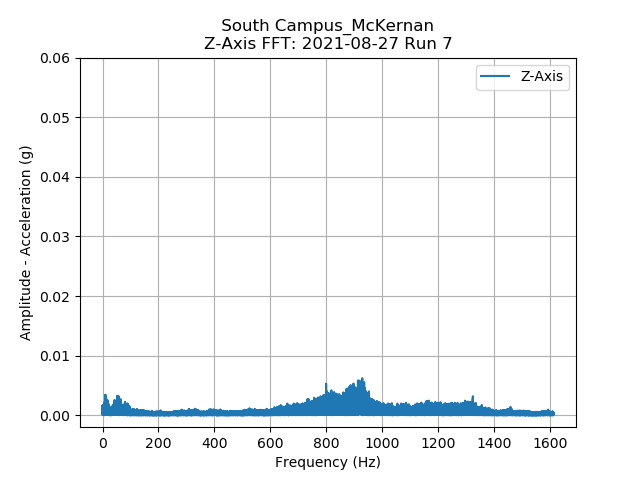 South Campus_McKernan
Z-Axis FFT: 2021-08-27 Run 7
Z-Axis
Amplitude - Acceleration (g)
0.06
0.05
0.04
0.03
0.02
0.01
0.00
0 200 400 600 800 1000 1200 1400 1600
Frequency (Hz)